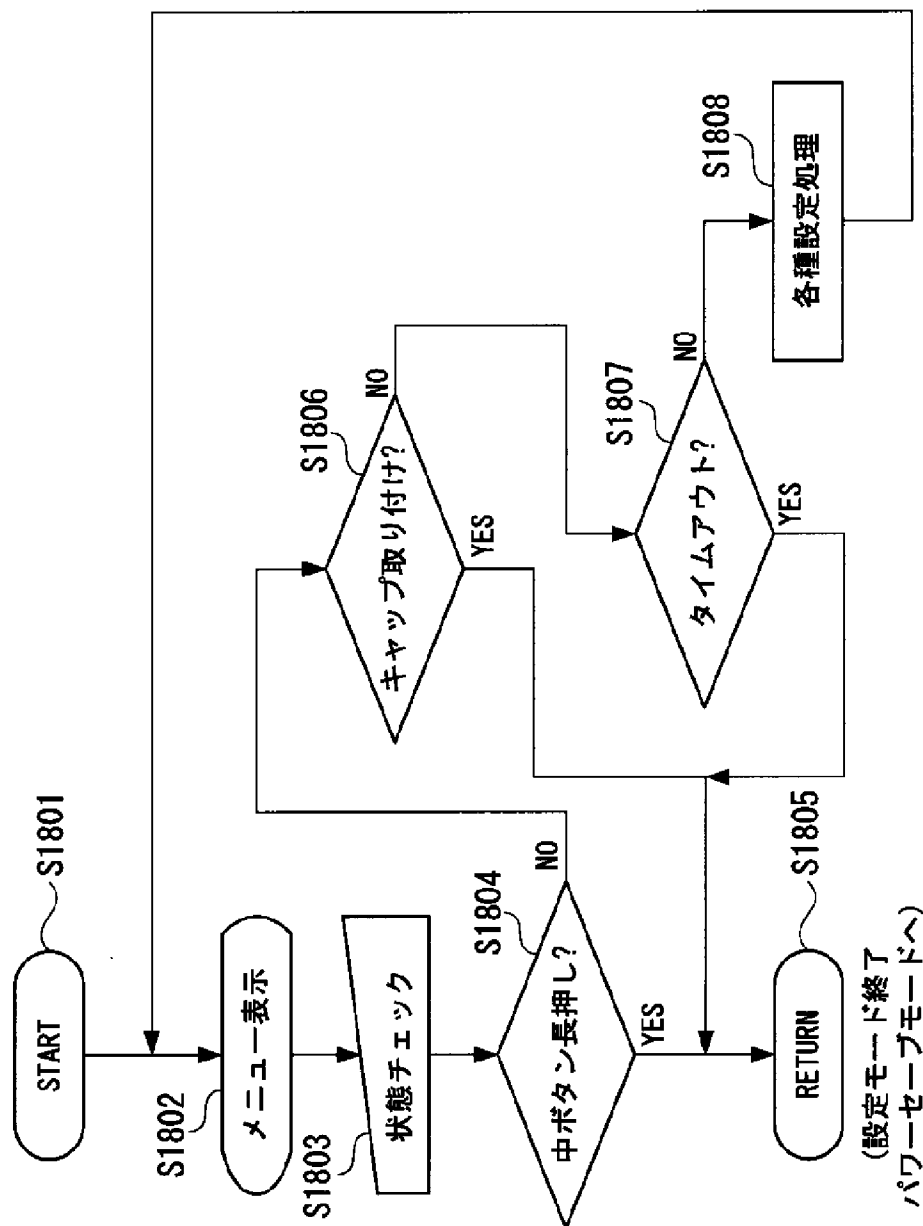 START
S1801
メニュー表示
S1802
状態チェック
S1803
中ボタン長押し?
S1804
NO
YES
RETURN
S1805
(設定モード終了
パワーセーブモードへ)
キャップ取り付け?
S1806
NO
YES
タイムアウト?
S1807
NO
YES
各種設定処理
S1808